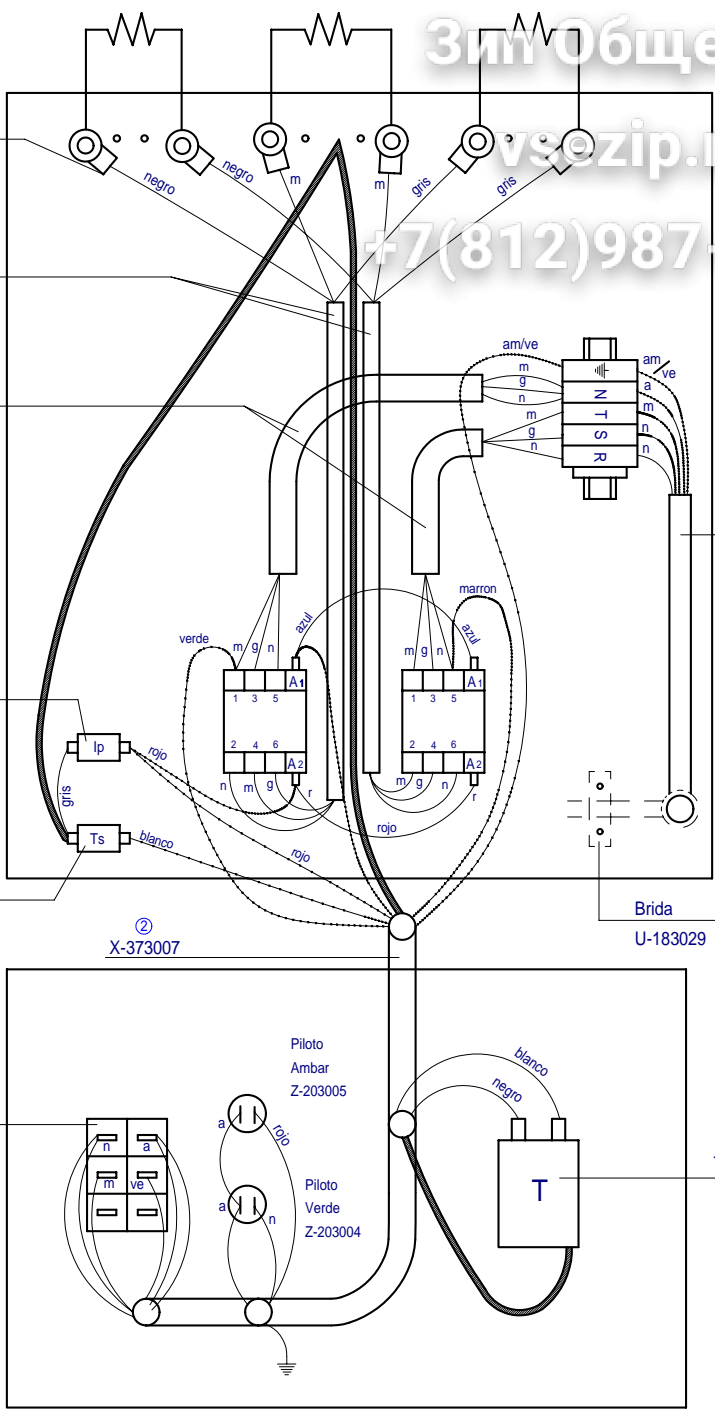 Зип Обще
vsezip.r
+7(812)987-
negro
negro
m
m
gris
gris
am/ve
m
g
n
m
g
n
N
T
S
R
am/ve
a
m
n
n
verde
m g n
azul
A1
1 3 5
2 4 6
A2
n m g r
marron
m g n
azul
A1
1 3 5
2 4 6
A2
m g n r
rojo
Ip
rojo
gris
Ts
blanco
rojo
Brida
U-183029
2
X-373007
Piloto
Ambar
Z-203005
a
rojo
Piloto
Verde
Z-203004
a
n
n a
m ve
blanco
negro
T